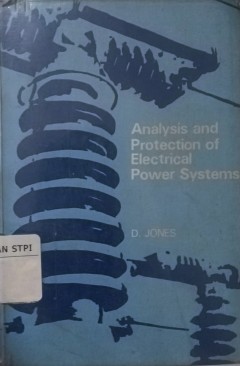 Analysis and
Protection of
Electrical
Power Systems
D. JONES
AN STPI